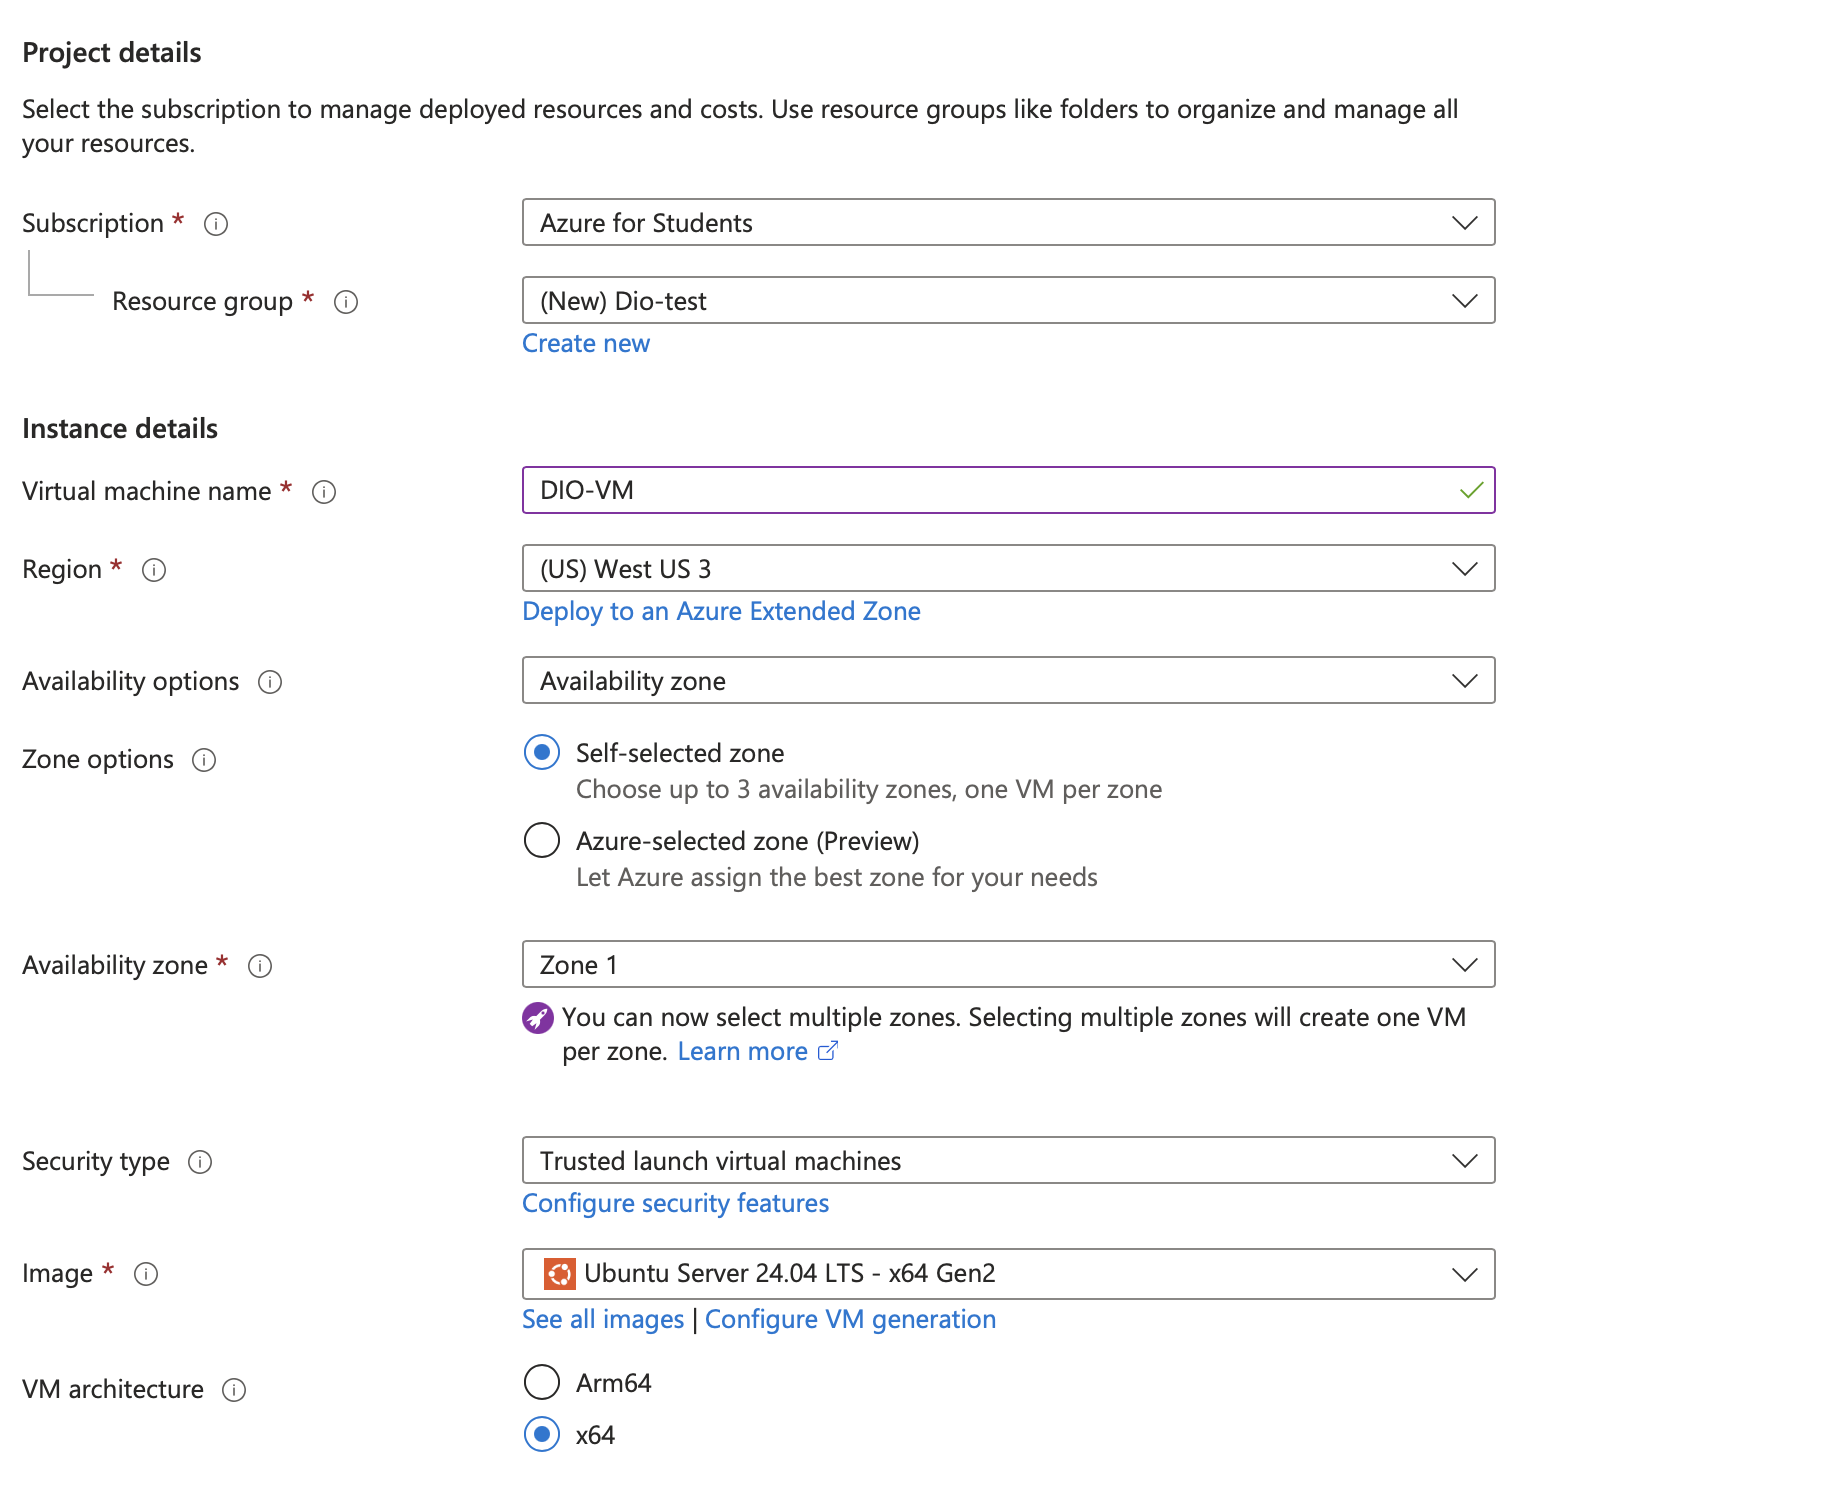 Project details
Select the subscription to manage deployed resources and costs. Use resource groups like folders to organize and manage all
your resources.
Subscription * Azure for Students
Resource group * (New) Dio-test
Create new
Instance details
Virtual machine name * DIO-VM
Region * (US) West US 3
Deploy to an Azure Extended Zone
Availability options Availability zone
Zone options Self-selected zone
Choose up to 3 availability zones, one VM per zone
Azure-selected zone (Preview)
Let Azure assign the best zone for your needs
Availability zone * Zone 1
You can now select multiple zones. Selecting multiple zones will create one VM
per zone. Learn more
Security type Trusted launch virtual machines
Configure security features
Image * Ubuntu Server 24.04 LTS - x64 Gen2
See all images | Configure VM generation
VM architecture Arm64
x64